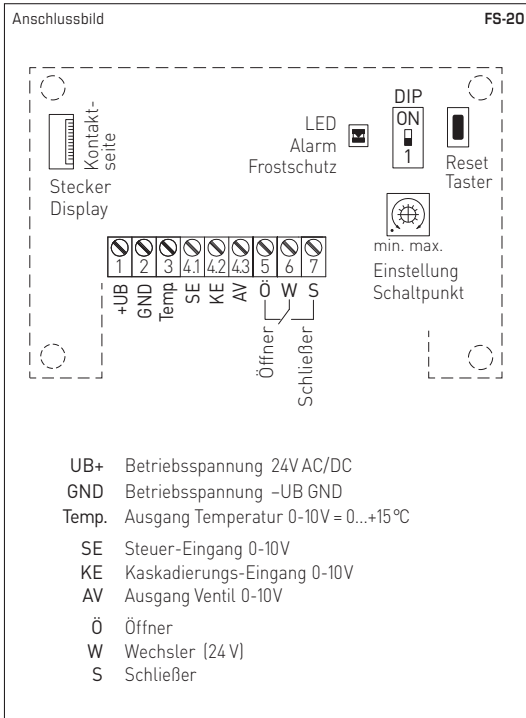 Anschlussbild FS-20
DIP
ON
1
LED
Alarm
Frostschutz
Reset
Taster
Kontakt-
seite
Stecker
Display
min. max.
Einstellung
Schaltpunkt
1 2 3 4.1 4.2 4.3 5 6 7
+UB GND Temp SE KE AV Ö W S
Öffner
Schließer
UB+ Betriebsspannung 24V AC/DC
GND Betriebsspannung –UB GND
Temp. Ausgang Temperatur 0-10V = 0...+15°C
SE Steuer-Eingang 0-10V
KE Kaskadierungs-Eingang 0-10V
AV Ausgang Ventil 0-10V
Ö Öffner
W Wechsler (24 V)
S Schließer